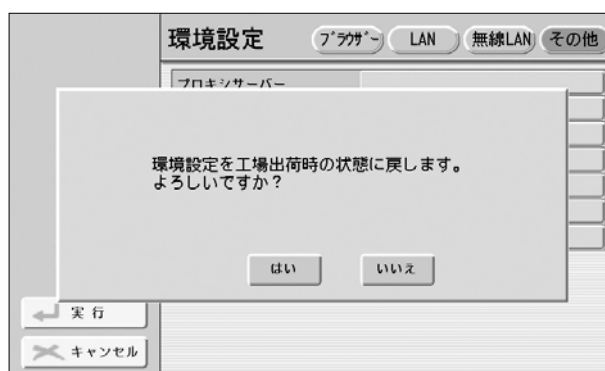 環境設定
ブラウザー
LAN
無線LAN
その他
プロキシサーバー
環境設定を工場出荷時の状態に戻します。
よろしいですか？
はい
いいえ
実行
キャンセル